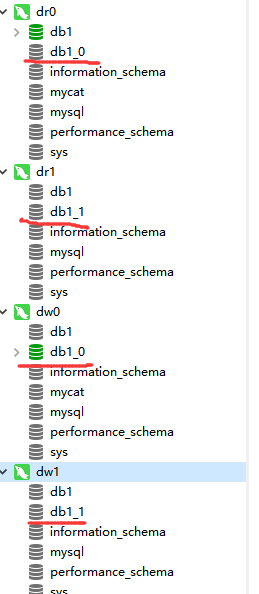 dr0
db1
db1_0
information_schema
mycat
mysql
performance_schema
sys
dr1
db1
db1_1
information_schema
mysql
performance_schema
sys
dw0
db1
db1_0
information_schema
mycat
mysql
performance_schema
sys
dw1
db1
db1_1
information_schema
mysql
performance_schema
sys